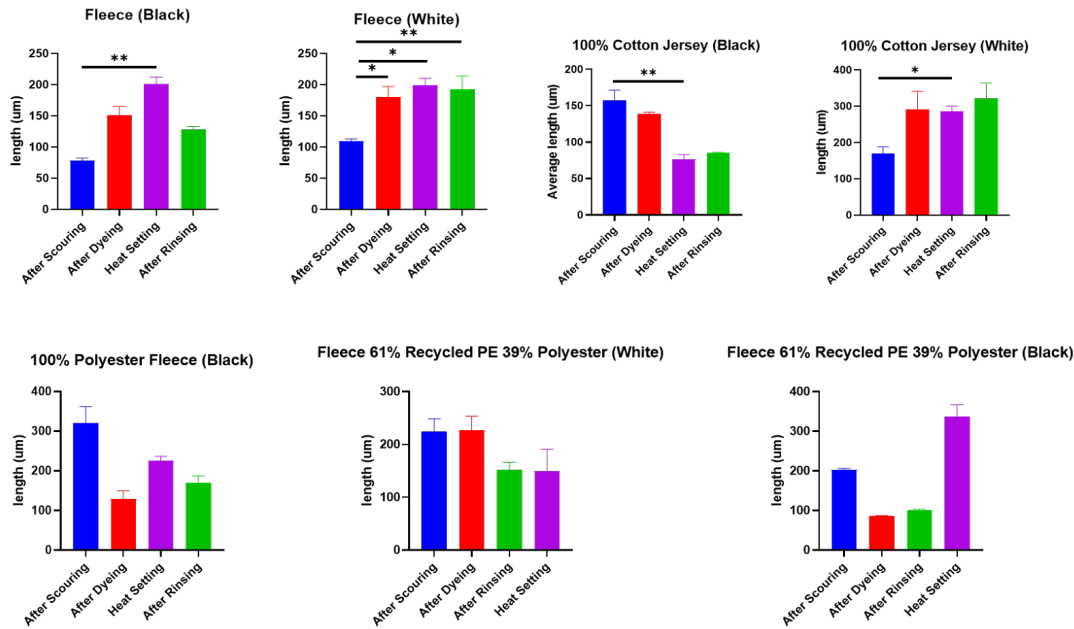 Fleece (Black)
length (um)
250
200
150
100
50
0
**
After Scouring
After Dyeing
Heat Setting
After Rinsing
Fleece (White)
length (um)
250
200
150
100
50
0
**
*
*
After Scouring
After Dyeing
Heat Setting
After Rinsing
100% Cotton Jersey (Black)
Average length (um)
200
150
100
50
0
**
After Scouring
After Dyeing
Heat Setting
After Rinsing
100% Cotton Jersey (White)
length (um)
400
300
200
100
0
*
After Scouring
After Dyeing
Heat Setting
After Rinsing
100% Polyester Fleece (Black)
length (um)
400
300
200
100
0
After Scouring
After Dyeing
Heat Setting
After Rinsing
Fleece 61% Recycled PE 39% Polyester (White)
length (um)
300
200
100
0
After Scouring
After Dyeing
After Rinsing
Heat Setting
Fleece 61% Recycled PE 39% Polyester (Black)
length (um)
400
300
200
100
0
After Scouring
After Dyeing
After Rinsing
Heat Setting